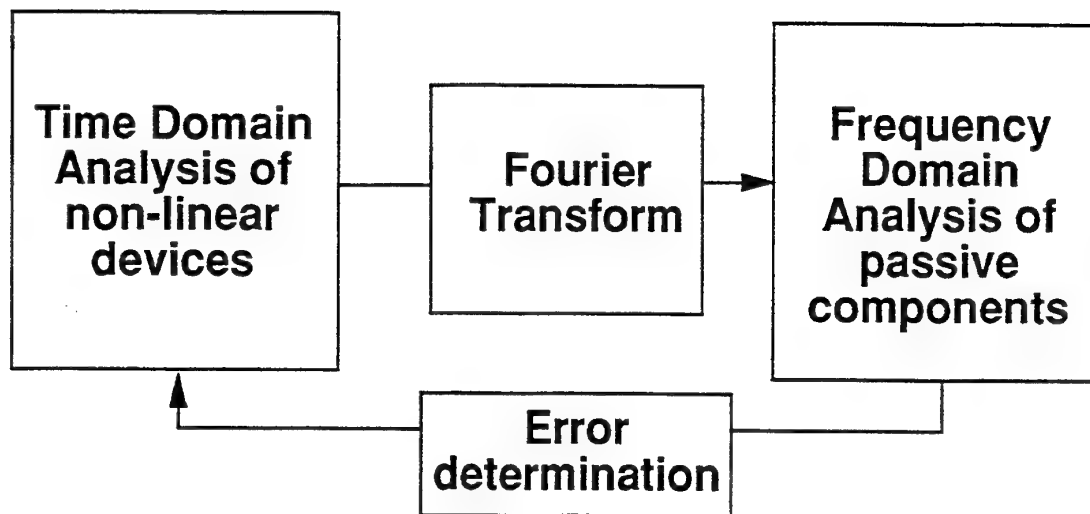 Time Domain
Analysis of
non-linear
devices
Fourier
Transform
Frequency
Domain
Analysis of
passive
components
Error
determination